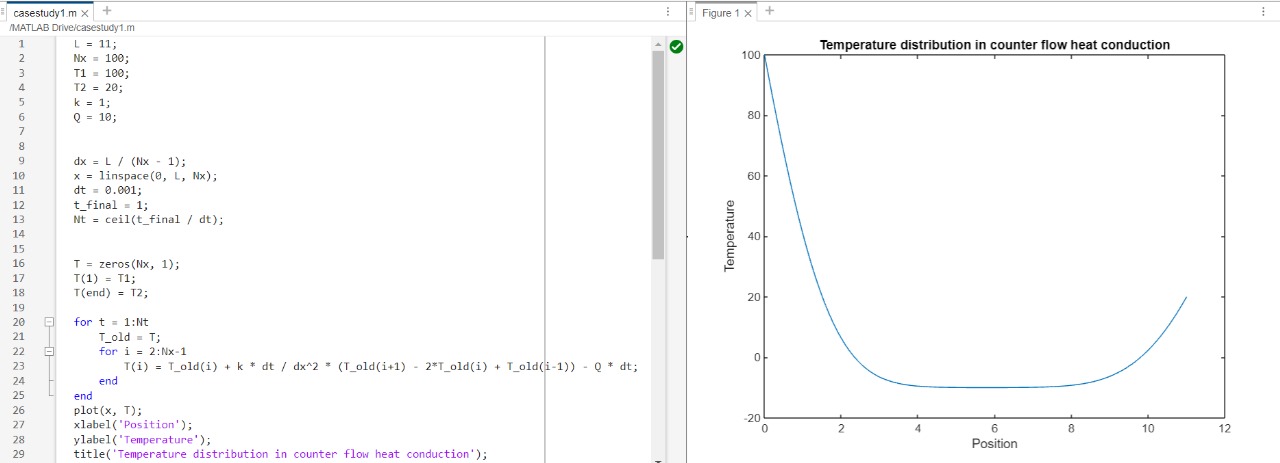 casestudy1.m
/MATLAB Drive/casestudy1.m
1 L = 11;
2 Nx = 100;
3 T1 = 100;
4 T2 = 20;
5 k = 1;
6 Q = 10;
7
8
9 dx = L / (Nx - 1);
10 x = linspace(0, L, Nx);
11 dt = 0.001;
12 t_final = 1;
13 Nt = ceil(t_final / dt);
14
15
16 T = zeros(Nx, 1);
17 T(1) = T1;
18 T(end) = T2;
19
20 for t = 1:Nt
21 T_old = T;
22 for i = 2:Nx-1
23 T(i) = T_old(i) + k * dt / dx^2 * (T_old(i+1) - 2*T_old(i) + T_old(i-1)) - Q * dt;
24 end
25 end
26 plot(x, T);
27 xlabel('Position');
28 ylabel('Temperature');
29 title('Temperature distribution in counter flow heat conduction');
Figure 1
Temperature distribution in counter flow heat conduction
100
80
60
40
20
0
-20
Temperature
0 2 4 6 8 10 12
Position